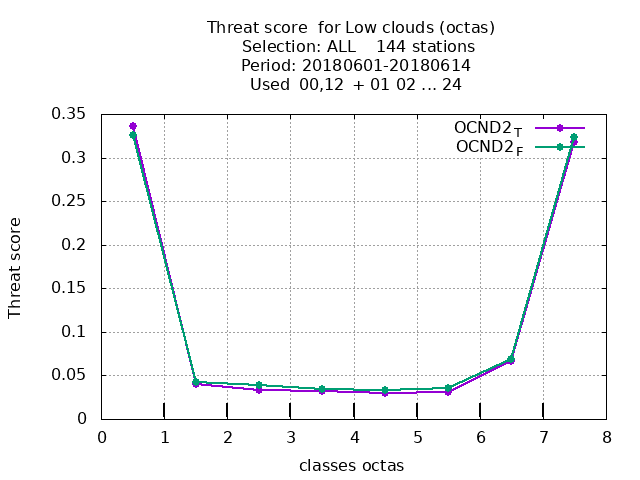 Threat score  for Low clouds (octas)
Selection: ALL    144 stations
Period: 20180601-20180614
Used  00,12  + 01 02 ... 24
OCND2T
OCND2F
0.35
0.3
0.25
0.2
0.15
0.1
0.05
0
Threat score
0 1 2 3 4 5 6 7 8
classes octas